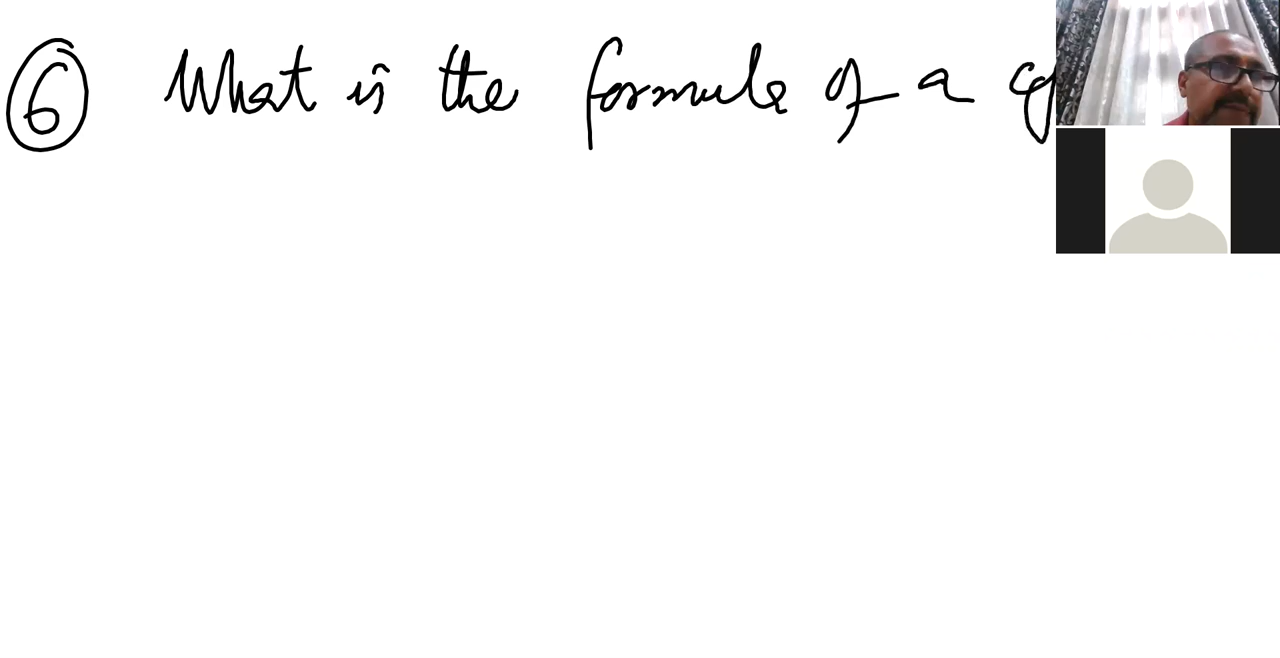 ⑥ What is the formula of a